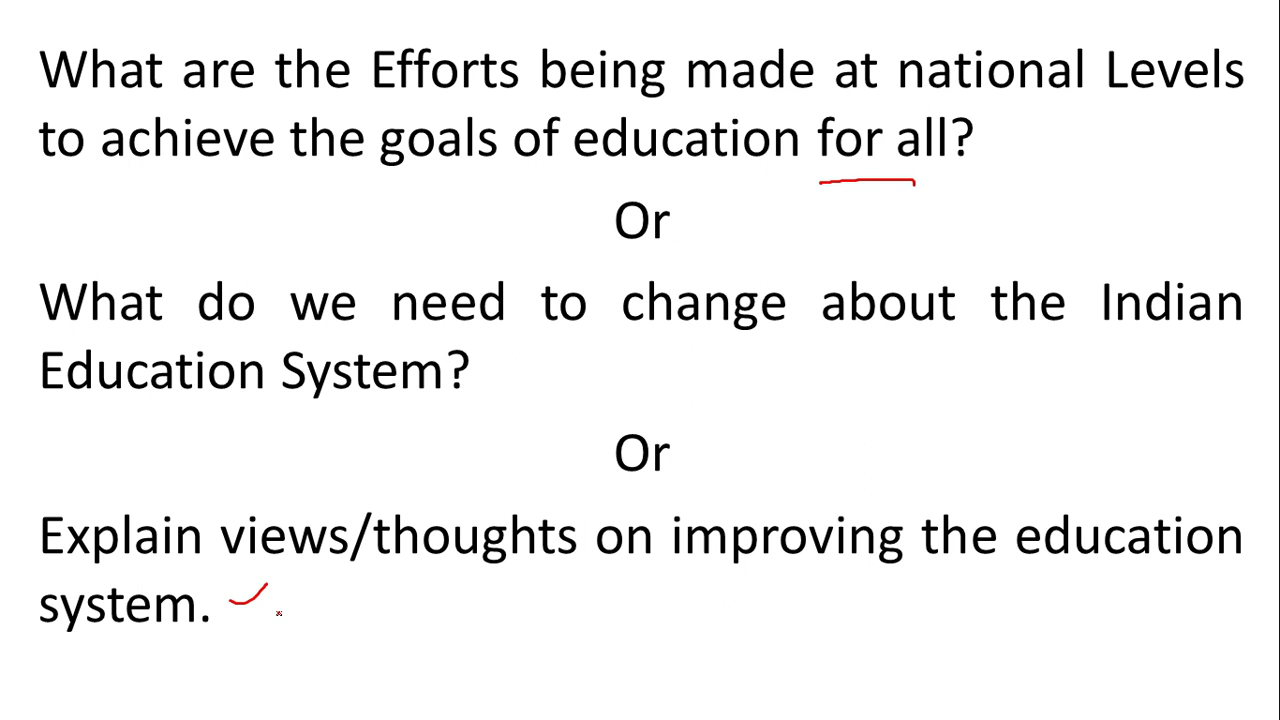 What are the Efforts being made at national Levels
to achieve the goals of education for all?
Or
What do we need to change about the Indian
Education System?
Or
Explain views/thoughts on improving the education
system.